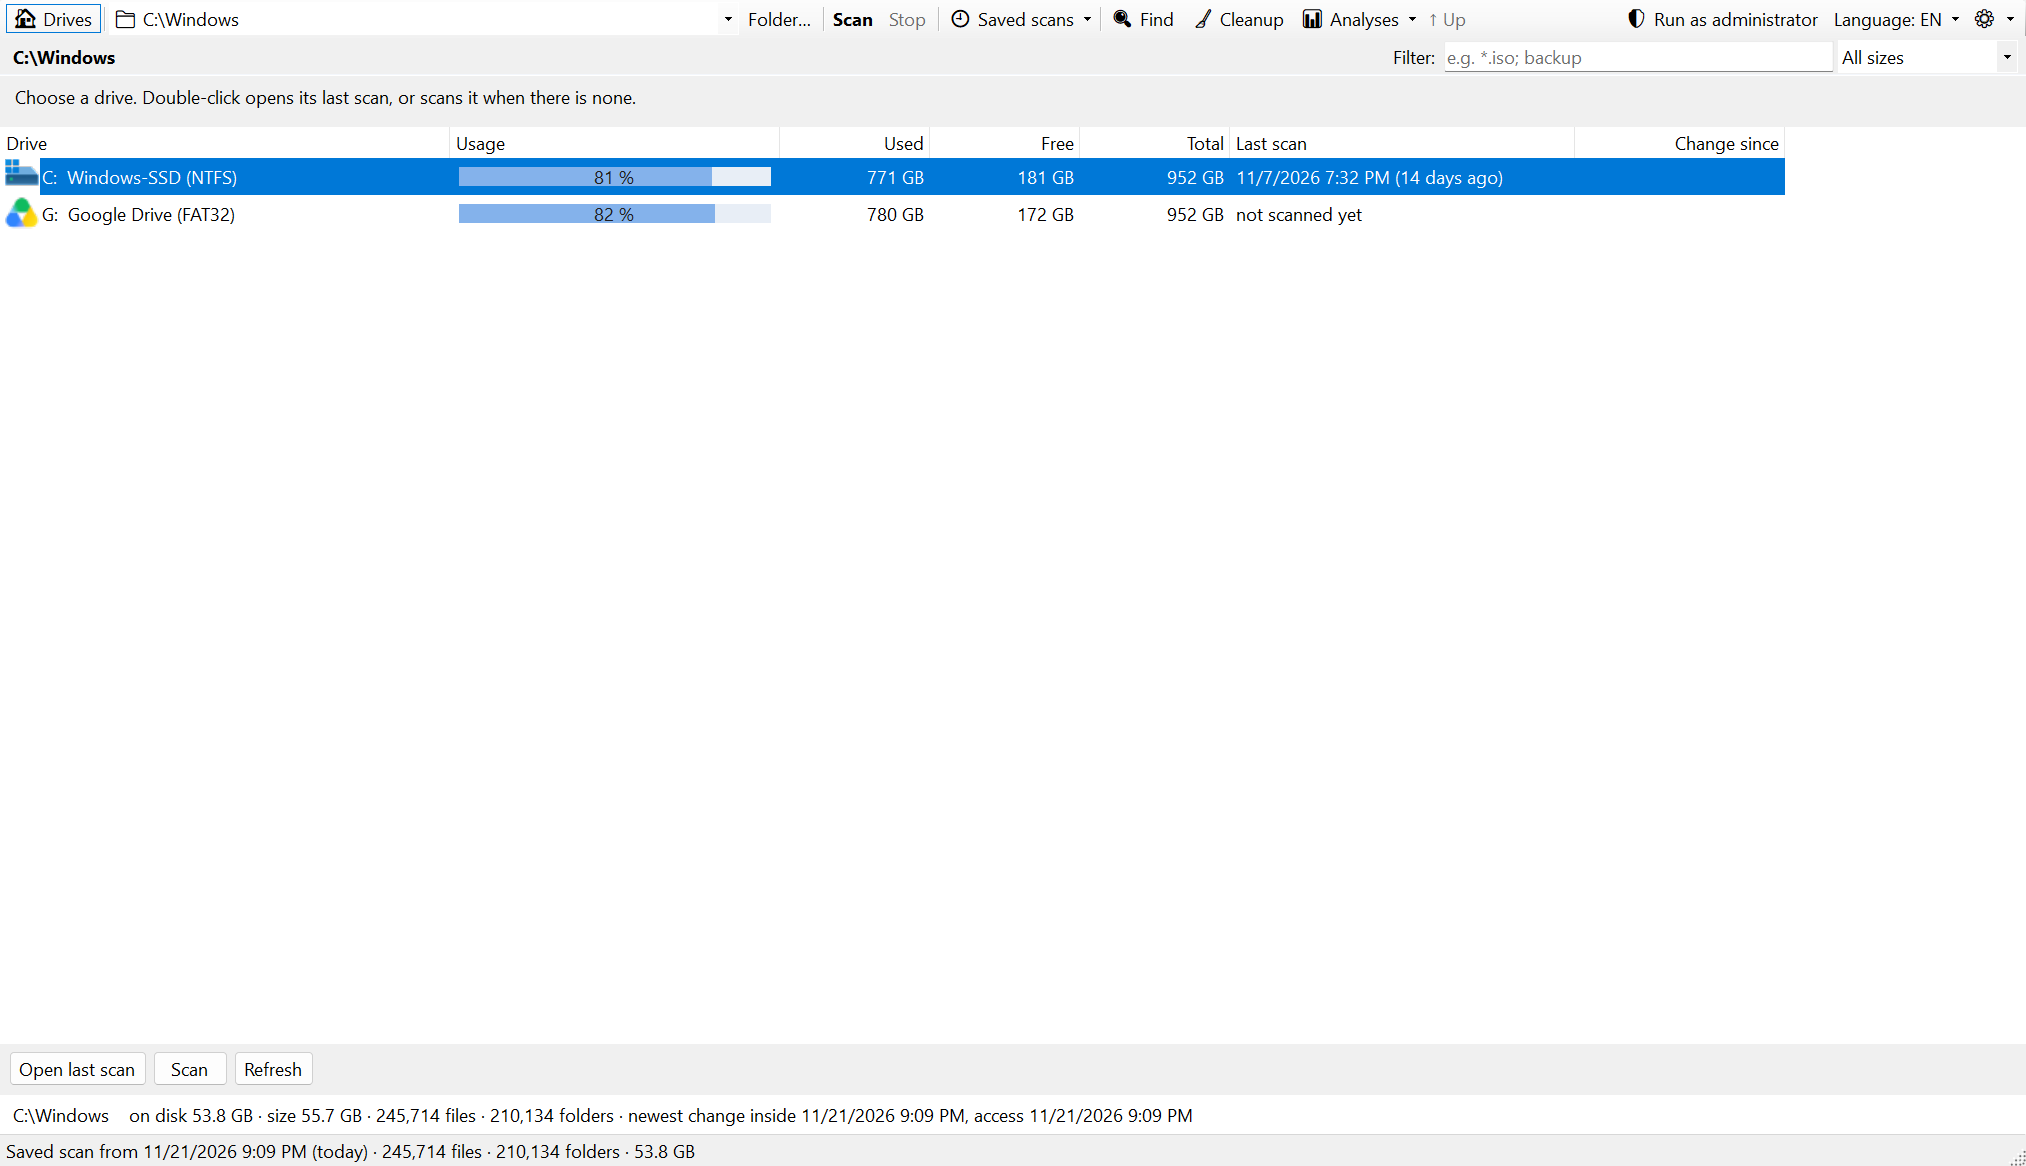 Drives C:\Windows Folder... Scan Stop Saved scans Find Cleanup Analyses ↑ Up Run as administrator Language: EN
C:\Windows Filter: e.g. *.iso; backup All sizes
Choose a drive. Double-click opens its last scan, or scans it when there is none.
Drive Usage Used Free Total Last scan Change since
C: Windows-SSD (NTFS) 81 % 771 GB 181 GB 952 GB 11/7/2026 7:32 PM (14 days ago)
G: Google Drive (FAT32) 82 % 780 GB 172 GB 952 GB not scanned yet
Open last scan Scan Refresh
C:\Windows on disk 53.8 GB · size 55.7 GB · 245,714 files · 210,134 folders · newest change inside 11/21/2026 9:09 PM, access 11/21/2026 9:09 PM
Saved scan from 11/21/2026 9:09 PM (today) · 245,714 files · 210,134 folders · 53.8 GB